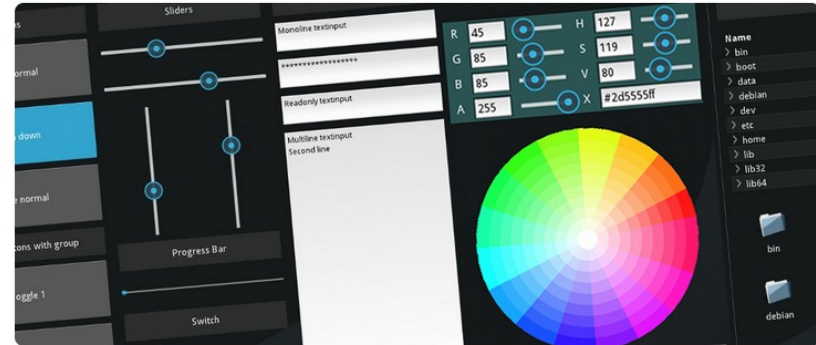 ormal
down
e normal
ons with group
oggle 1
Sliders
Progress Bar
Switch
Monoline textinput
******************
Readonly textinput
Multiline textinput
Second line
R 45 H 127
G 85 S 119
B 85 V 80
A 255 X #2d5555ff
Name
> bin
> boot
> data
> debian
> dev
> etc
> home
> lib
> lib32
> lib64
bin
debian